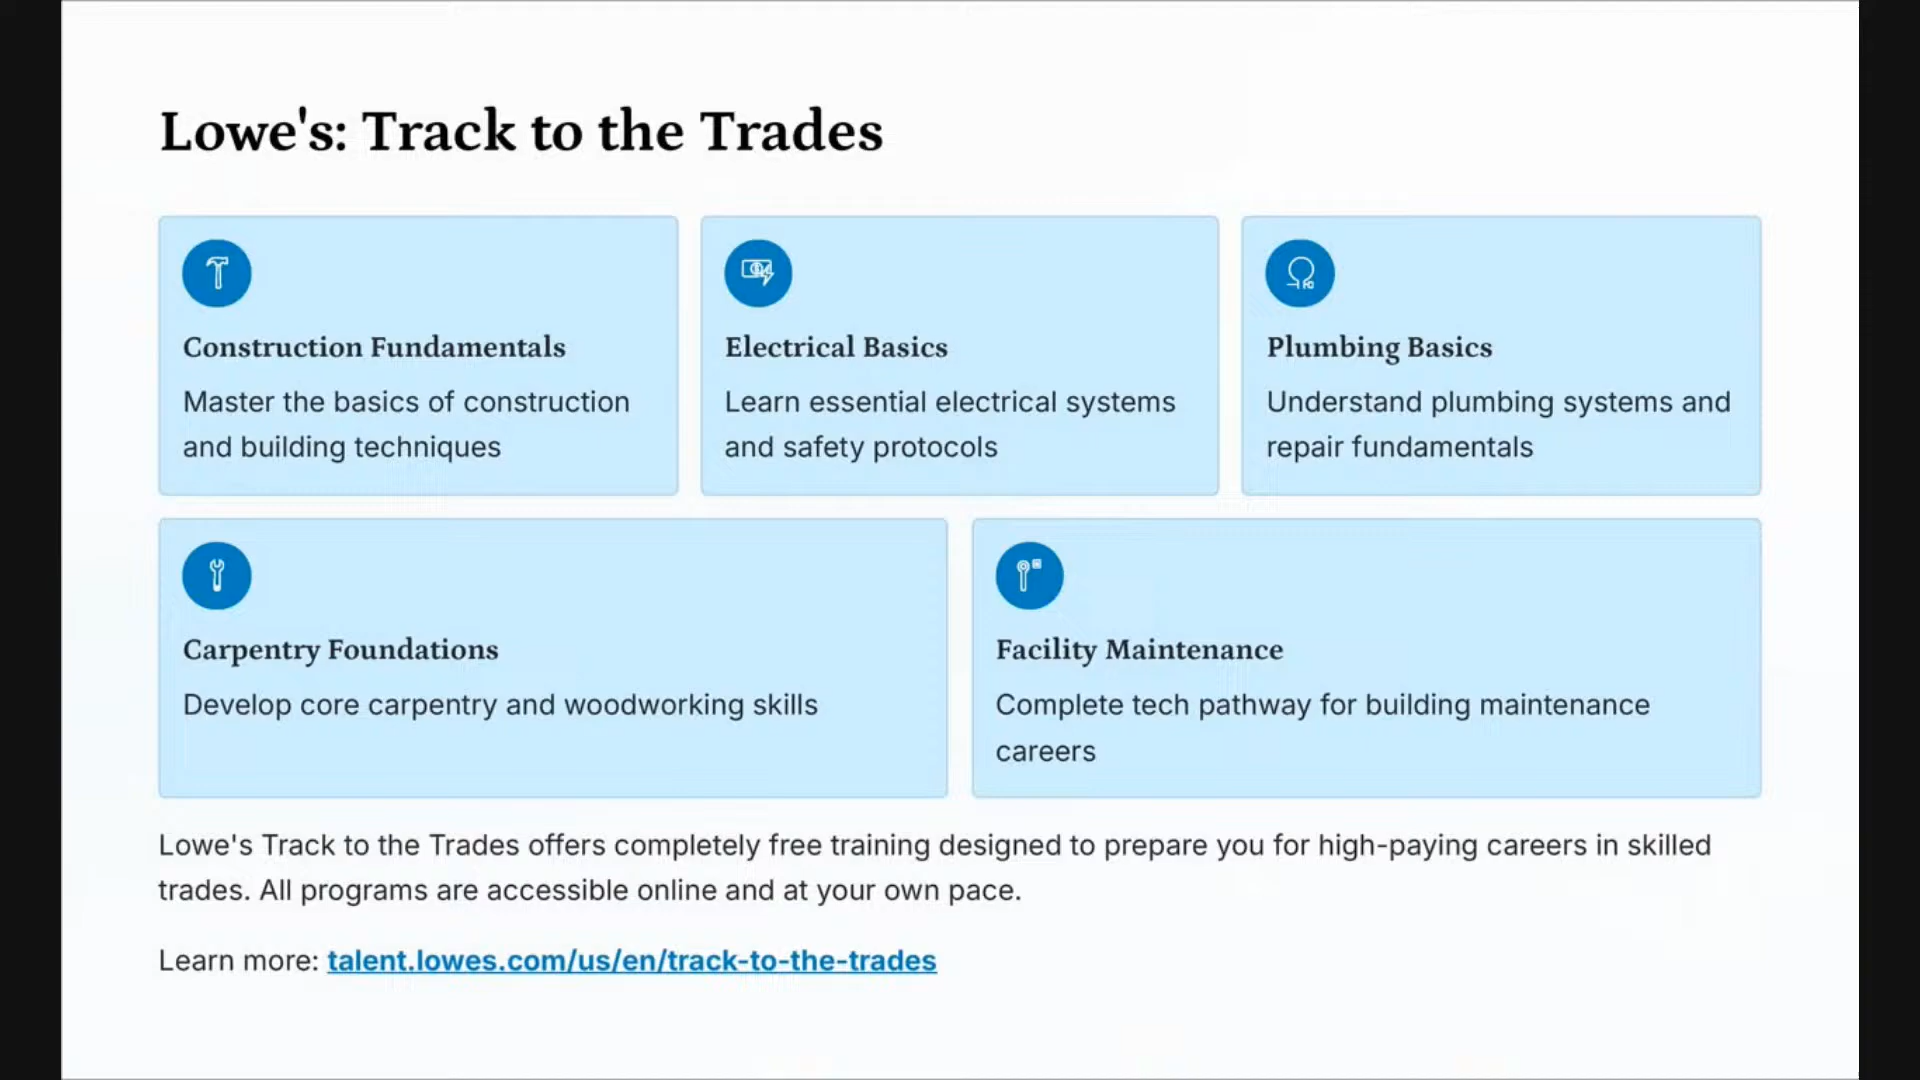 Lowe's: Track to the Trades
Construction Fundamentals
Master the basics of construction
and building techniques
Electrical Basics
Learn essential electrical systems
and safety protocols
Plumbing Basics
Understand plumbing systems and
repair fundamentals
Carpentry Foundations
Develop core carpentry and woodworking skills
Facility Maintenance
Complete tech pathway for building maintenance
careers
Lowe's Track to the Trades offers completely free training designed to prepare you for high-paying careers in skilled
trades. All programs are accessible online and at your own pace.
Learn more: talent.lowes.com/us/en/track-to-the-trades